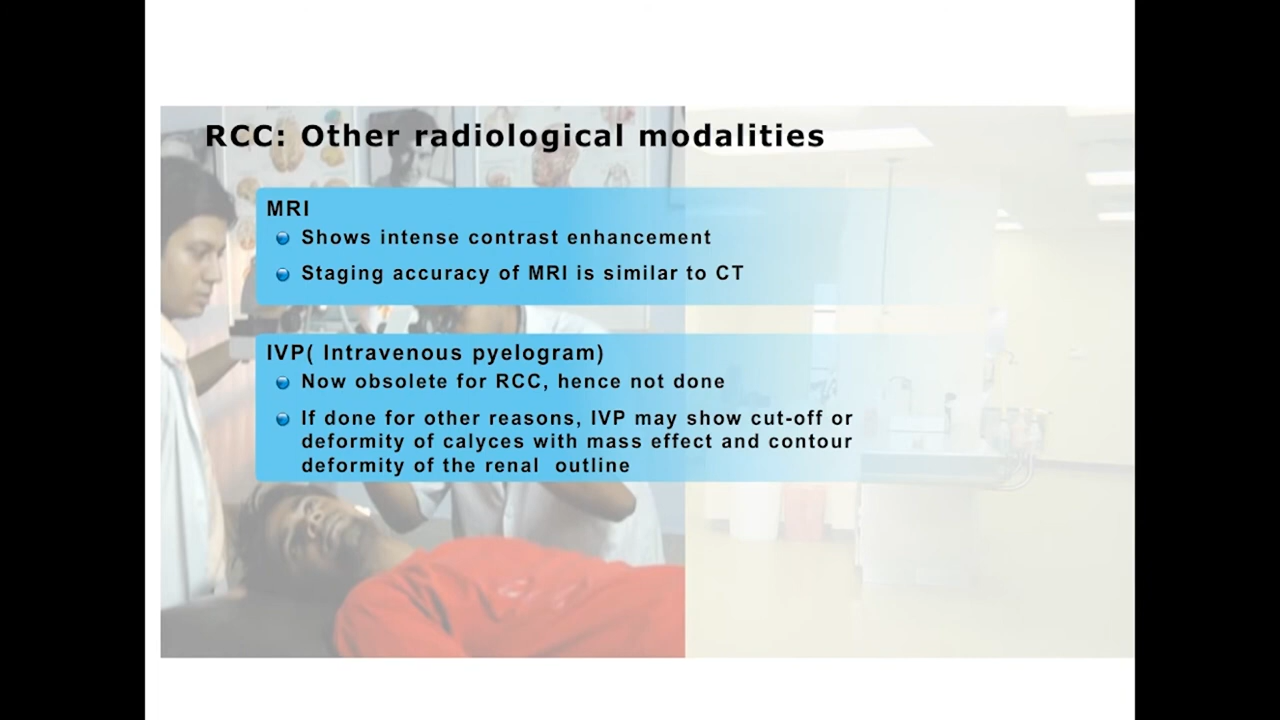 RCC: Other radiological modalities
MRI
Shows intense contrast enhancement
Staging accuracy of MRI is similar to CT
IVP( Intravenous pyelogram)
Now obsolete for RCC, hence not done
If done for other reasons, IVP may show cut-off or
deformity of calyces with mass effect and contour
deformity of the renal outline